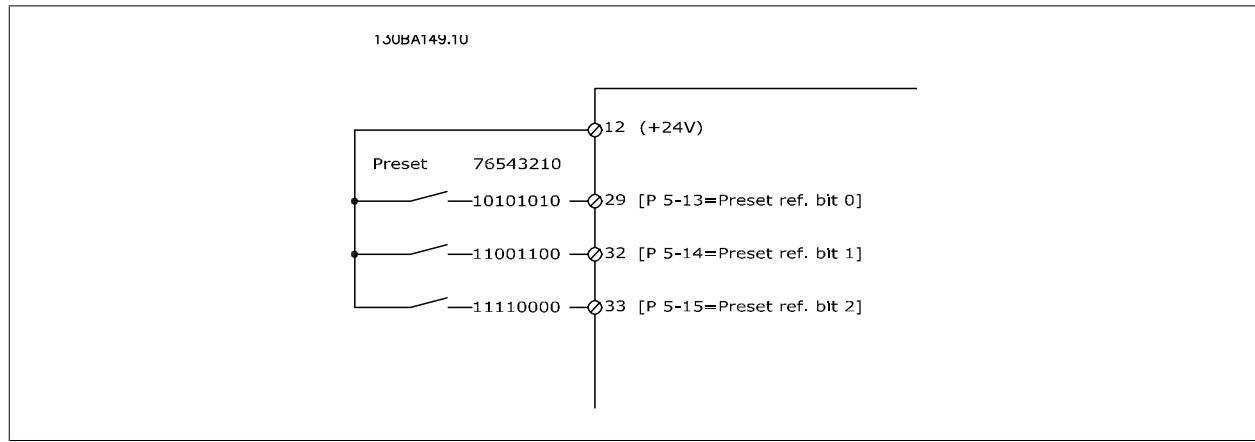 130BA149.10
12 (+24V)
Preset 76543210
10101010 29 [P 5-13=Preset ref. bit 0]
11001100 32 [P 5-14=Preset ref. bit 1]
11110000 33 [P 5-15=Preset ref. bit 2]